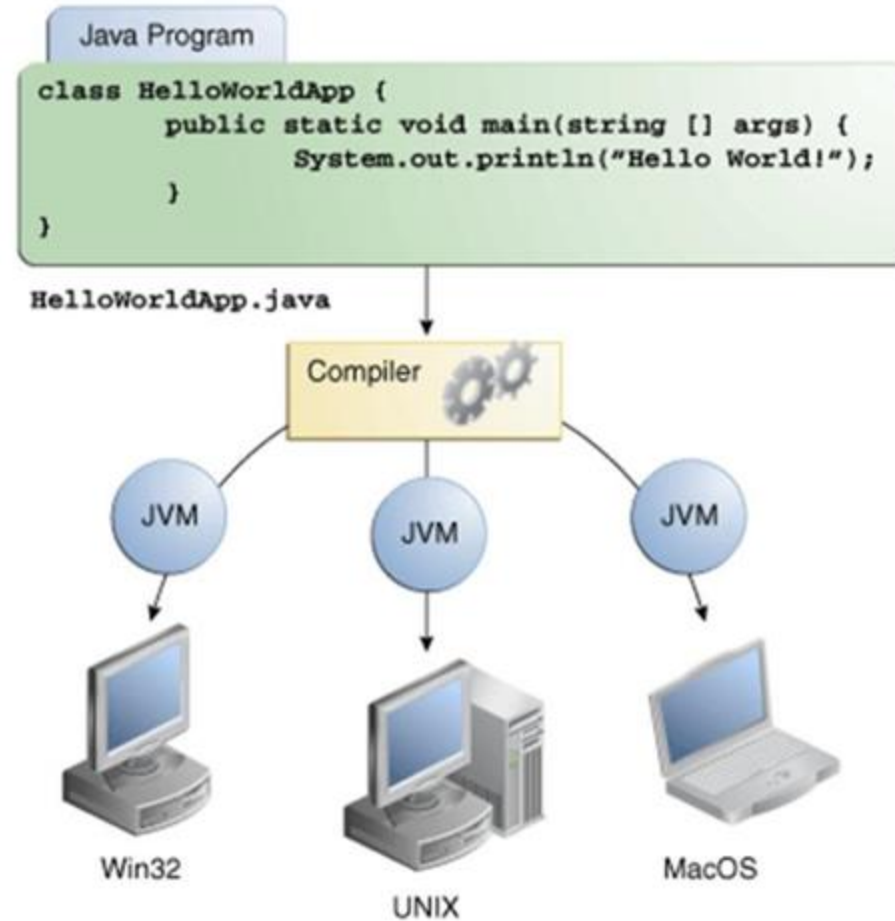 Java Program
class HelloWorldApp {
public static void main(string [] args) {
System.out.println("Hello World!");
}
}
HelloWorldApp.java
Compiler
JVM
JVM
JVM
Win32
UNIX
MacOS